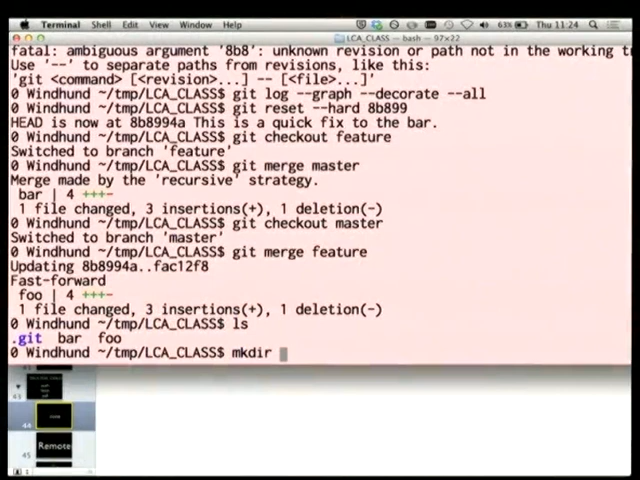 Terminal Shell Edit View Window Help 63% Thu 11:24
LCA_CLASS — bash — 97×22
fatal: ambiguous argument '8b8': unknown revision or path not in the working t
Use '--' to separate paths from revisions, like this:
'git <command> [<revision>...] -- [<file>...]'
0 Windhund ~/tmp/LCA_CLASS$ git log --graph --decorate --all
0 Windhund ~/tmp/LCA_CLASS$ git reset --hard 8b899
HEAD is now at 8b8994a This is a quick fix to the bar.
0 Windhund ~/tmp/LCA_CLASS$ git checkout feature
Switched to branch 'feature'
0 Windhund ~/tmp/LCA_CLASS$ git merge master
Merge made by the 'recursive' strategy.
bar | 4 +++-
1 file changed, 3 insertions(+), 1 deletion(-)
0 Windhund ~/tmp/LCA_CLASS$ git checkout master
Switched to branch 'master'
0 Windhund ~/tmp/LCA_CLASS$ git merge feature
Updating 8b8994a..fac12f8
Fast-forward
foo | 4 +++-
1 file changed, 3 insertions(+), 1 deletion(-)
0 Windhund ~/tmp/LCA_CLASS$ ls
.git bar foo
0 Windhund ~/tmp/LCA_CLASS$ mkdir
43
44
45
Remote